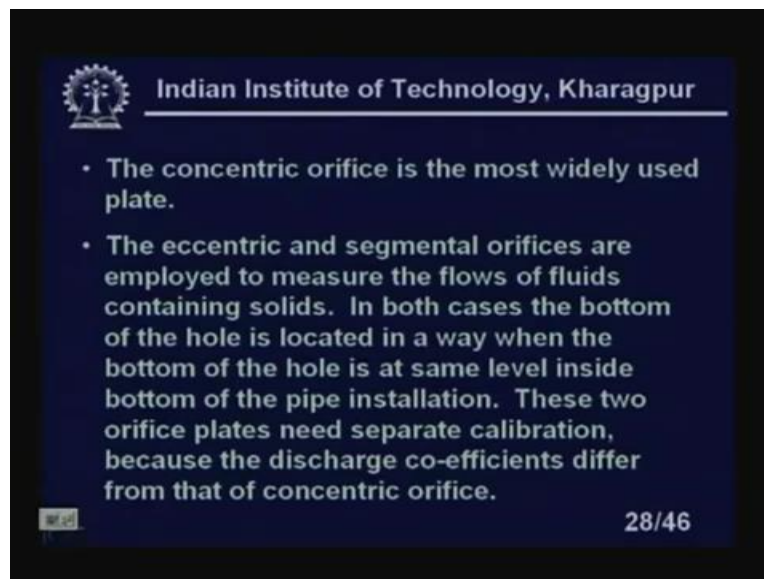 Indian Institute of Technology, Kharagpur
• The concentric orifice is the most widely used
plate.
• The eccentric and segmental orifices are
employed to measure the flows of fluids
containing solids. In both cases the bottom
of the hole is located in a way when the
bottom of the hole is at same level inside
bottom of the pipe installation. These two
orifice plates need separate calibration,
because the discharge co-efficients differ
from that of concentric orifice.
28/46